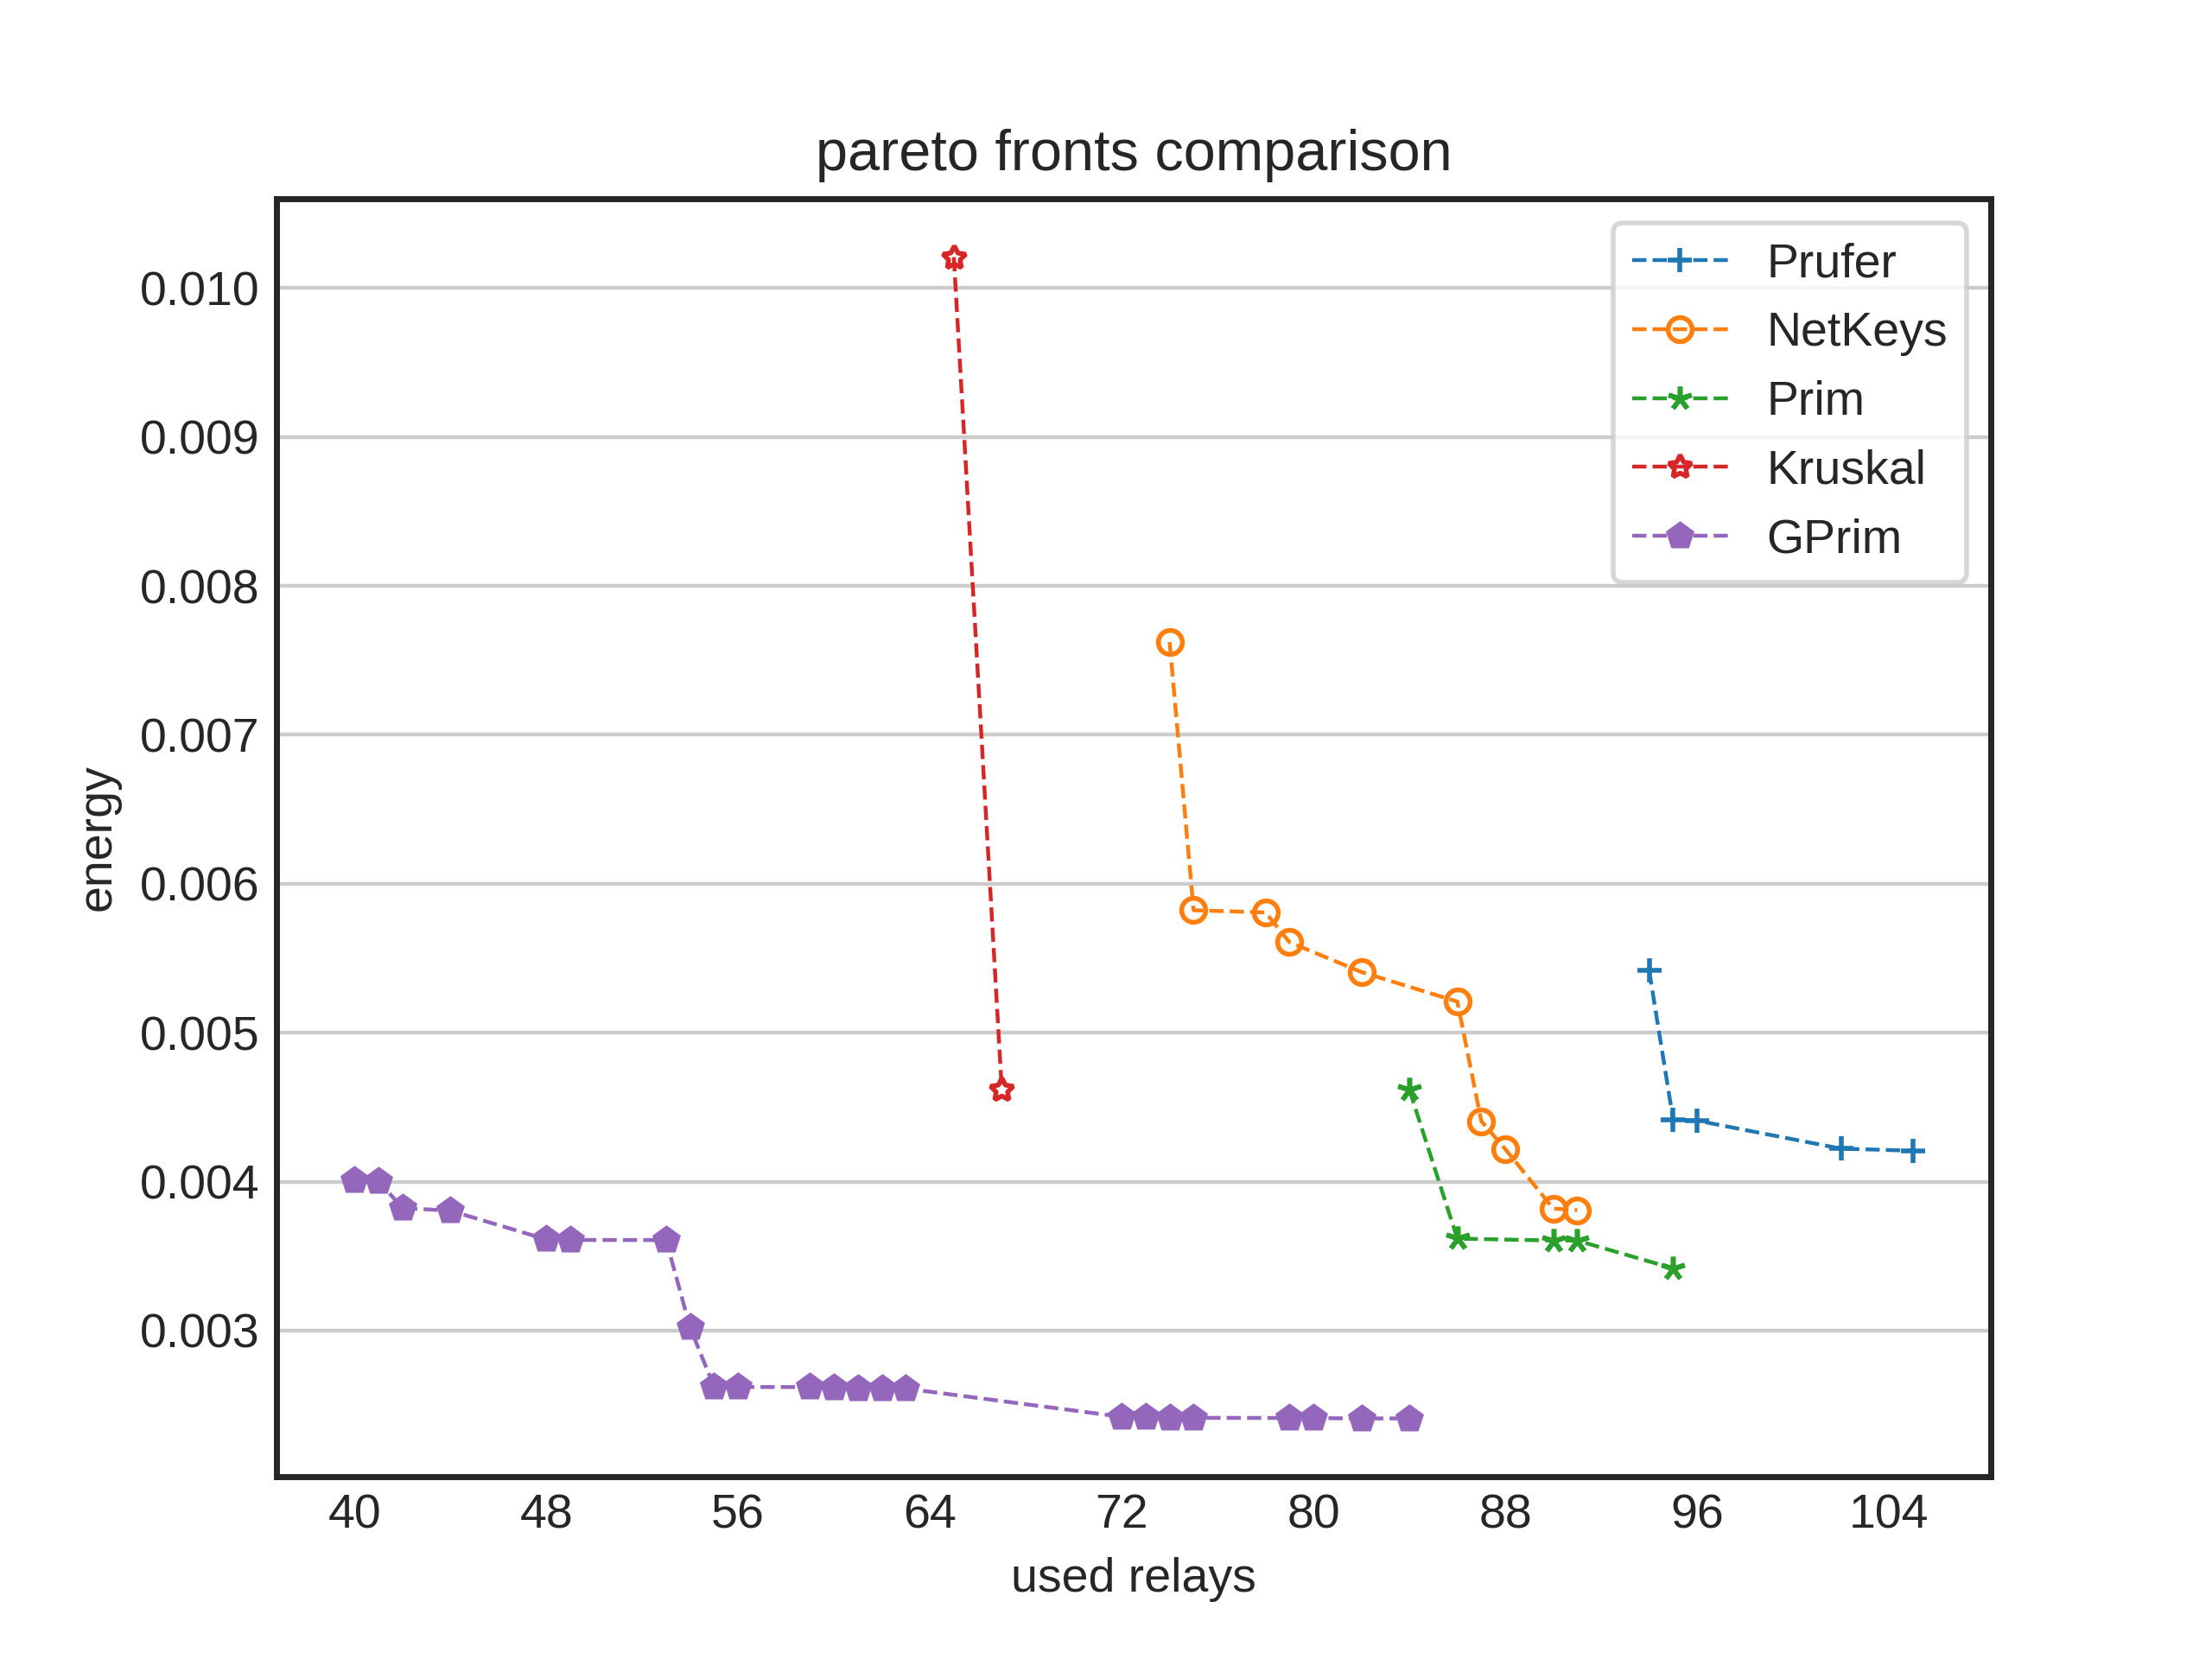 pareto fronts comparison
Prufer
NetKeys
Prim
Kruskal
GPrim
0.010
0.009
0.008
0.007
0.006
0.005
0.004
0.003
energy
40 48 56 64 72 80 88 96 104
used relays